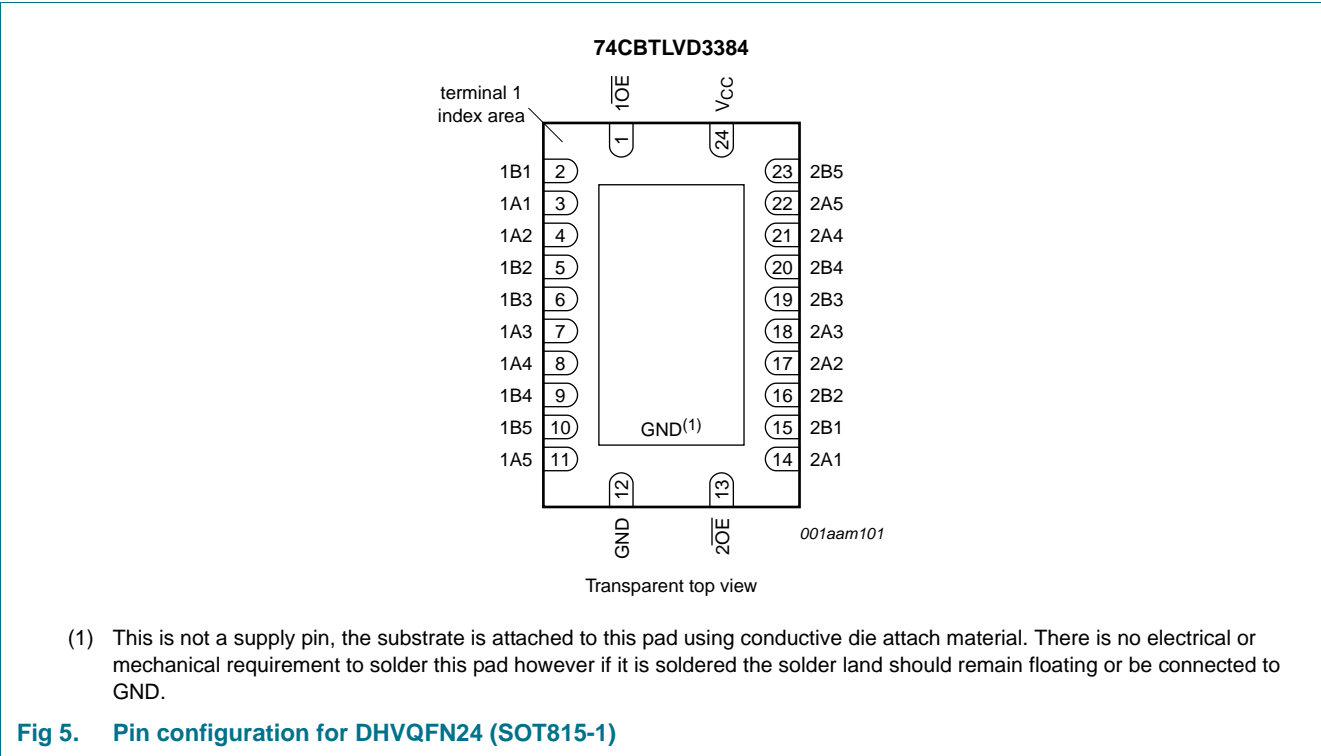 74CBTLVD3384
terminal 1
index area
1OE
VCC
1
24
1B1 2
23 2B5
1A1 3
22 2A5
1A2 4
21 2A4
1B2 5
20 2B4
1B3 6
19 2B3
1A3 7
18 2A3
1A4 8
17 2A2
1B4 9
16 2B2
1B5 10
GND(1)
15 2B1
1A5 11
14 2A1
12
13
GND
2OE
001aam101
Transparent top view
(1) This is not a supply pin, the substrate is attached to this pad using conductive die attach material. There is no electrical or
mechanical requirement to solder this pad however if it is soldered the solder land should remain floating or be connected to
GND.
Fig 5. Pin configuration for DHVQFN24 (SOT815-1)